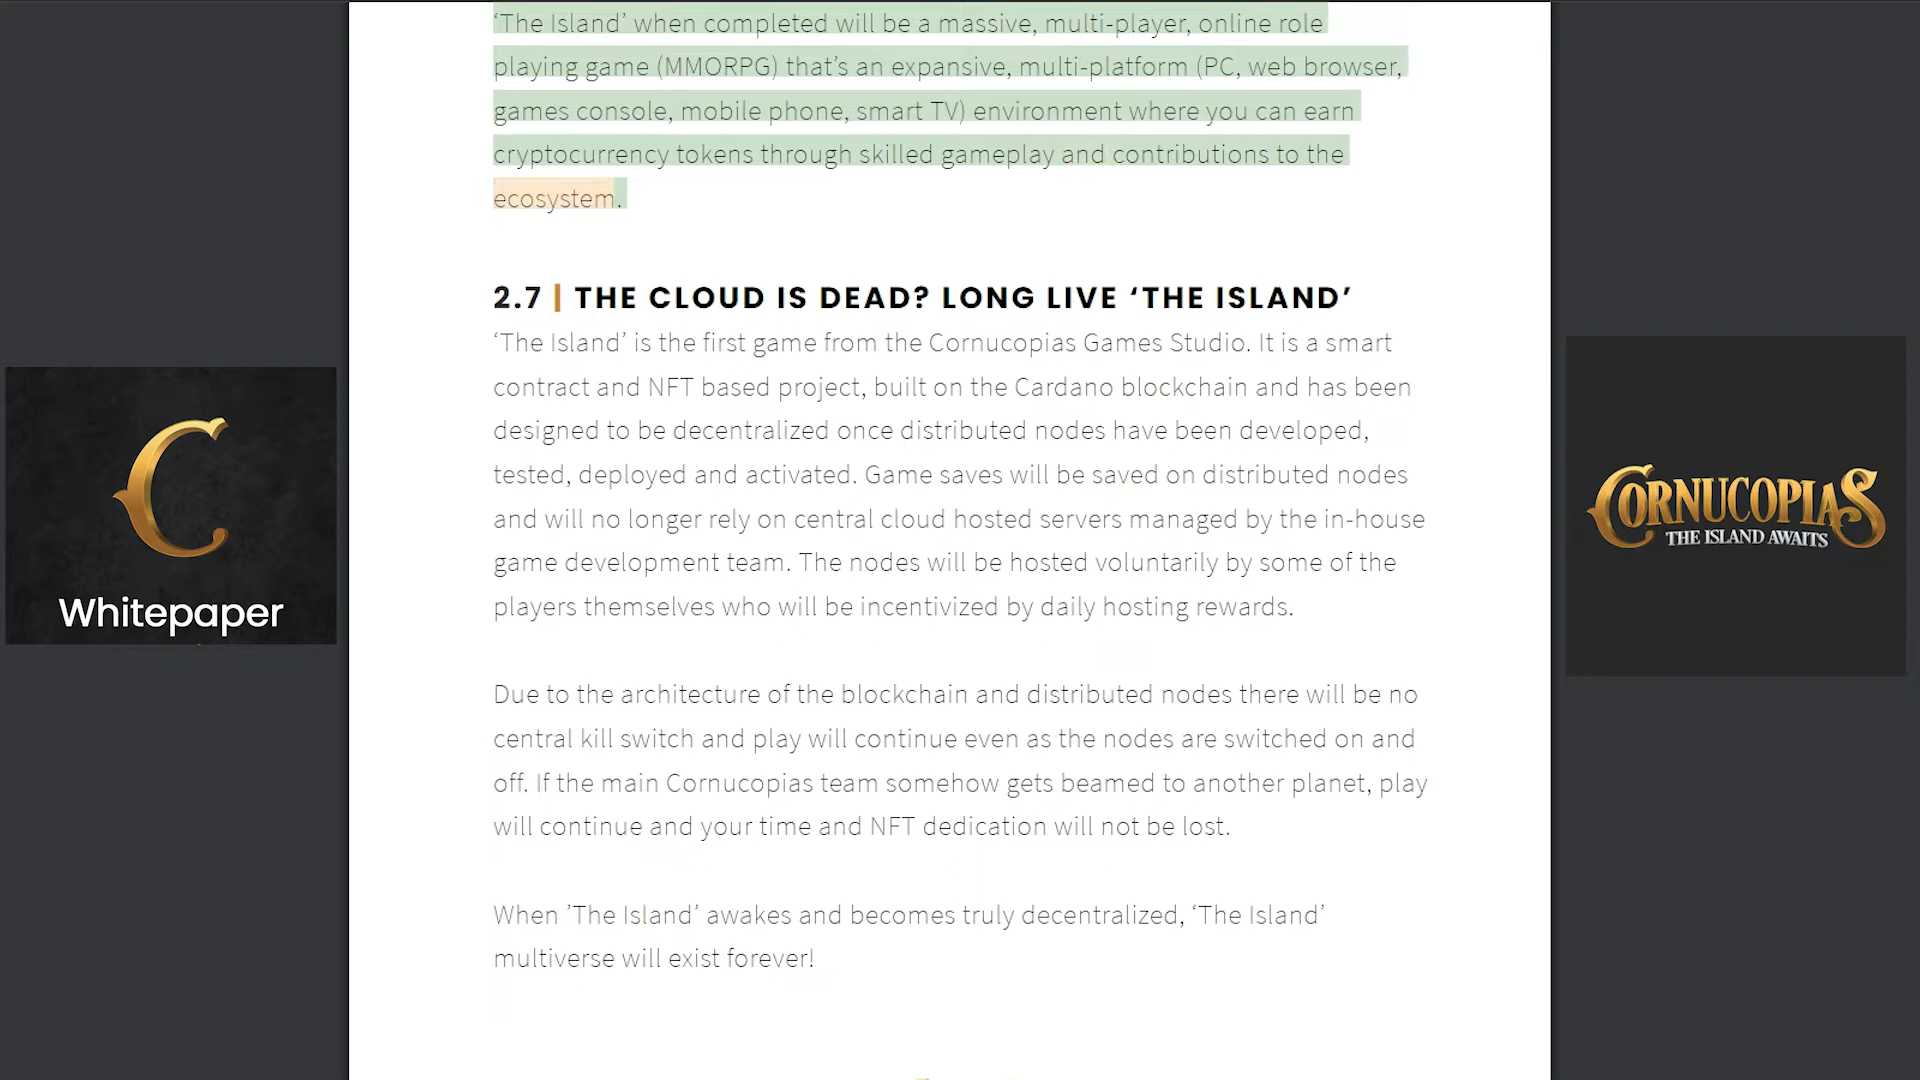 ‘The Island’ when completed will be a massive, multi-player, online role
playing game (MMORPG) that’s an expansive, multi-platform (PC, web browser,
games console, mobile phone, smart TV) environment where you can earn
cryptocurrency tokens through skilled gameplay and contributions to the
ecosystem.
2.7 | THE CLOUD IS DEAD? LONG LIVE ‘THE ISLAND’
‘The Island’ is the first game from the Cornucopias Games Studio. It is a smart
contract and NFT based project, built on the Cardano blockchain and has been
designed to be decentralized once distributed nodes have been developed,
tested, deployed and activated. Game saves will be saved on distributed nodes
and will no longer rely on central cloud hosted servers managed by the in-house
game development team. The nodes will be hosted voluntarily by some of the
players themselves who will be incentivized by daily hosting rewards.
Due to the architecture of the blockchain and distributed nodes there will be no
central kill switch and play will continue even as the nodes are switched on and
off. If the main Cornucopias team somehow gets beamed to another planet, play
will continue and your time and NFT dedication will not be lost.
When ’The Island’ awakes and becomes truly decentralized, ‘The Island’
multiverse will exist forever!
C
Whitepaper
CORNUCOPIAS
THE ISLAND AWAITS